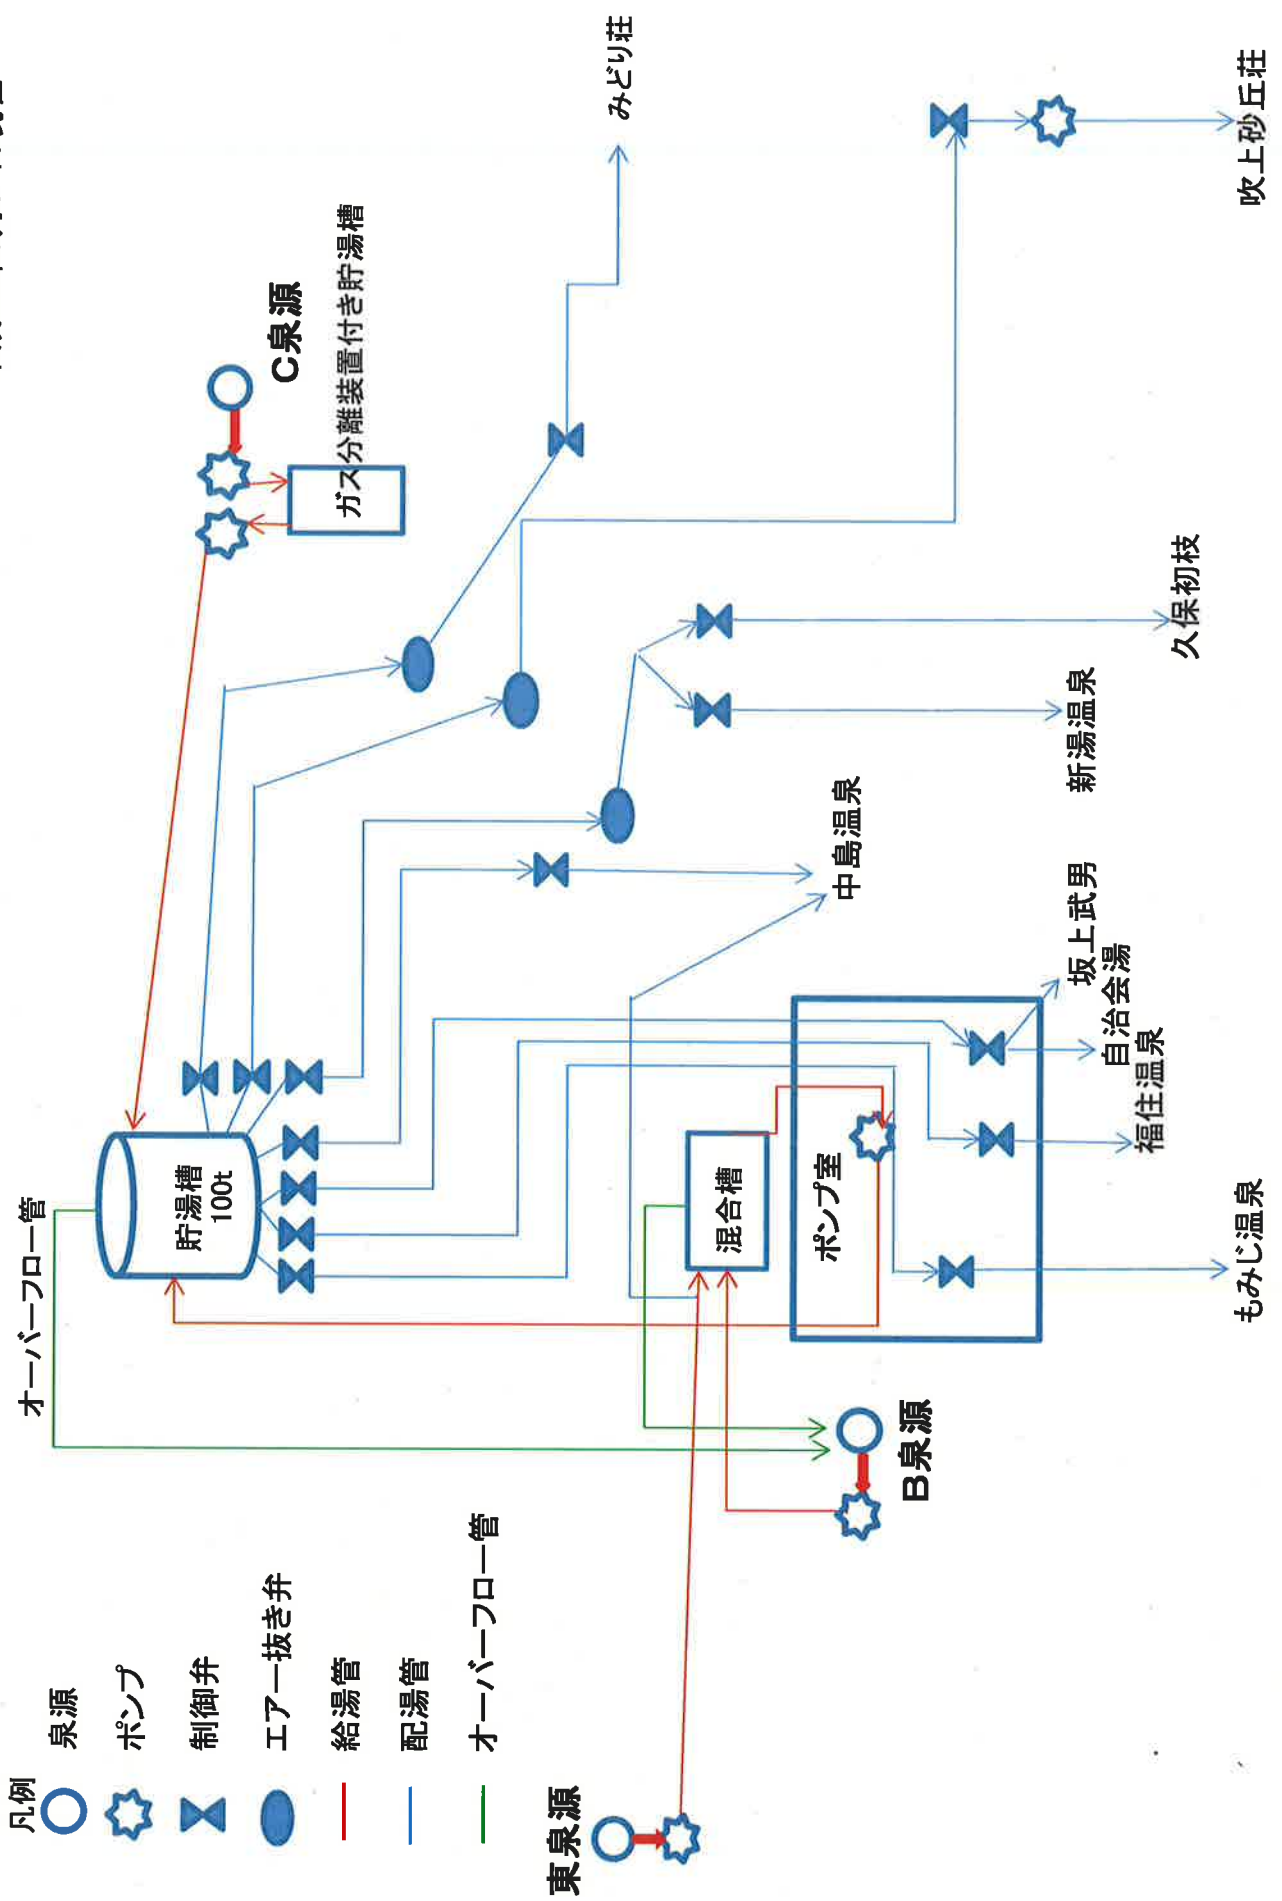 凡例
泉源
ポンプ
制御弁
エアー抜き弁
給湯管
配湯管
オーバーフロー管
オーバーフロー管
貯湯槽
100t
C泉源
ガス分離装置付き貯湯槽
みどり荘
吹上砂丘荘
久保初枝
新湯温泉
中島温泉
坂上武男
自治会湯
福住温泉
もみじ温泉
混合槽
ポンプ室
B泉源
東泉源